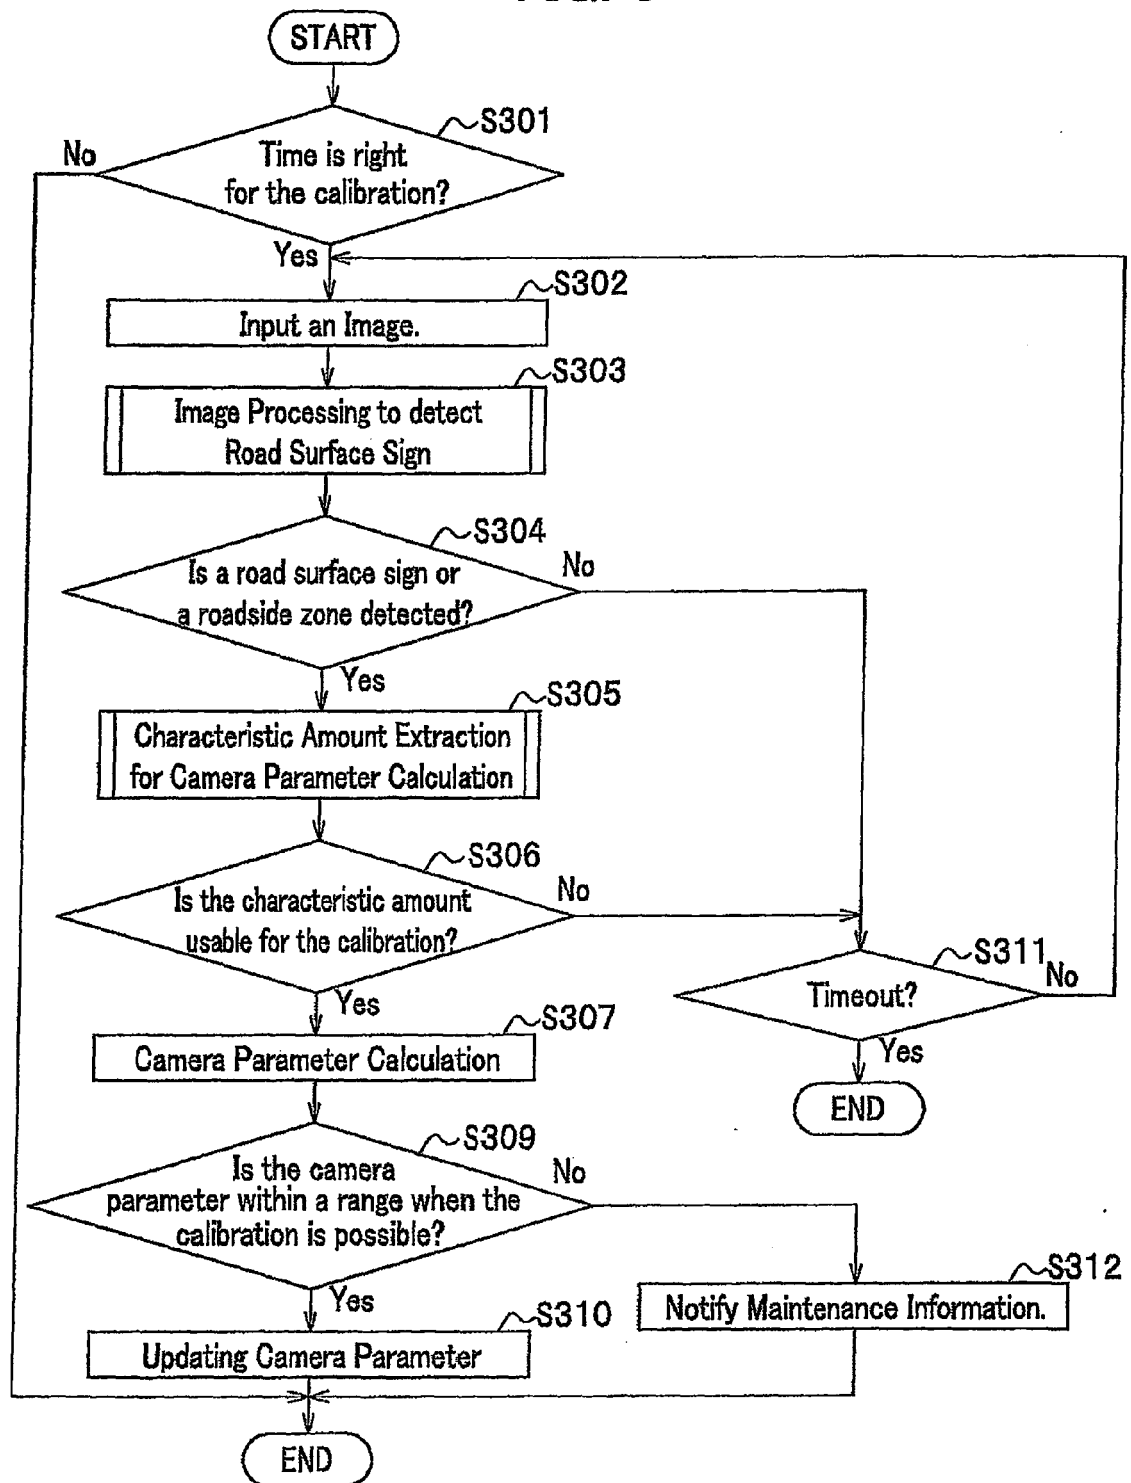 START
S301
No
Time is right
for the calibration?
Yes
S302
Input an Image.
S303
Image Processing to detect
Road Surface Sign
S304
Is a road surface sign or
a roadside zone detected?
No
Yes
S305
Characteristic Amount Extraction
for Camera Parameter Calculation
S306
Is the characteristic amount
usable for the calibration?
No
S311
Timeout?
No
Yes
S307
Camera Parameter Calculation
Yes
END
S309
Is the camera
parameter within a range when the
calibration is possible?
No
S312
Notify Maintenance Information.
Yes
S310
Updating Camera Parameter
END